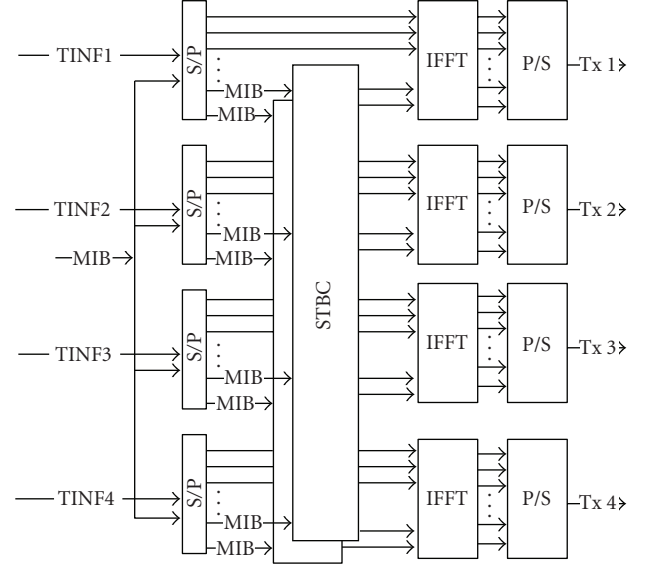 TINF1
S/P
MIB
MIB
IFFT
P/S
Tx 1
TINF2
S/P
MIB
MIB
IFFT
P/S
Tx 2
MIB
STBC
TINF3
S/P
MIB
MIB
IFFT
P/S
Tx 3
TINF4
S/P
MIB
MIB
IFFT
P/S
Tx 4